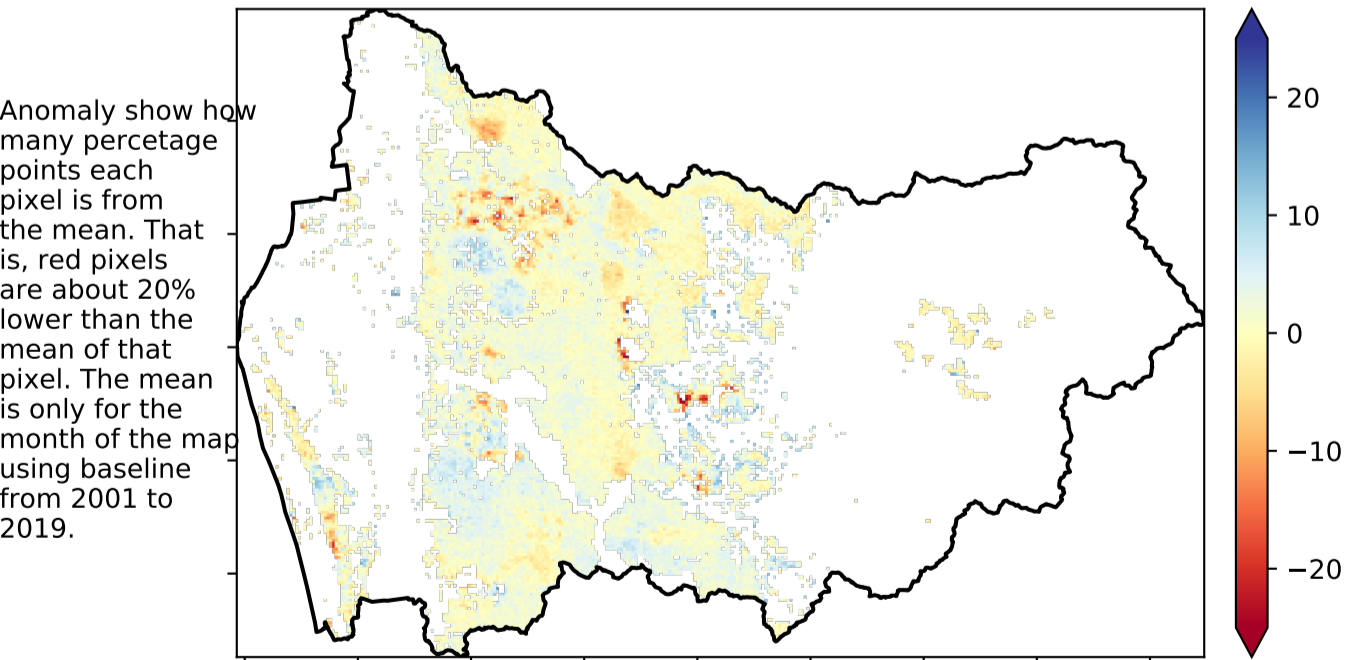 Anomaly show how
many percetage
points each
pixel is from
the mean. That
is, red pixels
are about 20%
lower than the
mean of that
pixel. The mean
is only for the
month of the map
using baseline
from 2001 to
2019.
20
10
0
−10
−20